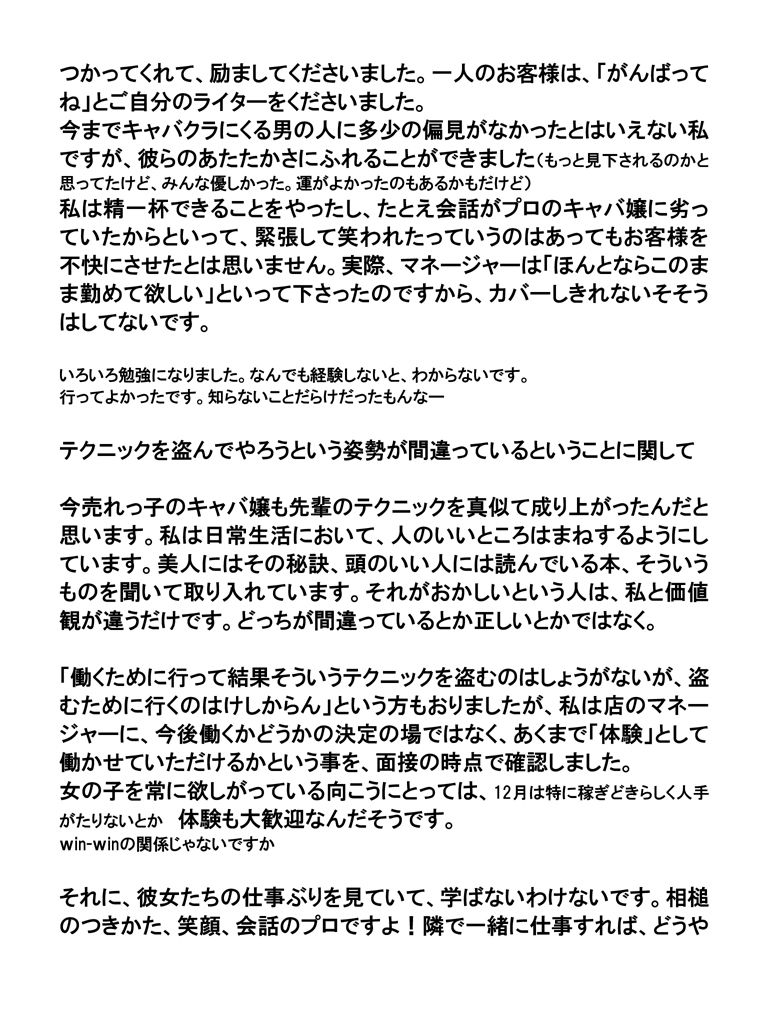 つかってくれて、励ましてくださいました。一人のお客様は、「がんばって
ね」とご自分のライターをくださいました。
今までキャバクラにくる男の人に多少の偏見がなかったとはいえない私
ですが、彼らのあたたかさにふれることができました（もっと見下されるのかと
思ってたけど、みんな優しかった。運がよかったのもあるかもだけど）
私は精一杯できることをやったし、たとえ会話がプロのキャバ嬢に劣っ
ていたからといって、緊張して笑われたっていうのはあってもお客様を
不快にさせたとは思いません。実際、マネージャーは「ほんとならこのま
ま勤めて欲しい」といって下さったのですから、カバーしきれないそそう
はしてないです。
いろいろ勉強になりました。なんでも経験しないと、わからないです。
行ってよかったです。知らないことだらけだったもんなー
テクニックを盗んでやろうという姿勢が間違っているということに関して
今売れっ子のキャバ嬢も先輩のテクニックを真似て成り上がったんだと
思います。私は日常生活において、人のいいところはまねするようにし
ています。美人にはその秘訣、頭のいい人には読んでいる本、そういう
ものを聞いて取り入れています。それがおかしいという人は、私と価値
観が違うだけです。どっちが間違っているとか正しいとかではなく。
「働くために行って結果そういうテクニックを盗むのはしょうがないが、盗
むために行くのはけしからん」という方もおりましたが、私は店のマネー
ジャーに、今後働くかどうかの決定の場ではなく、あくまで「体験」として
働かせていただけるかという事を、面接の時点で確認しました。
女の子を常に欲しがっている向こうにとっては、12月は特に稼ぎどきらしく人手
がたりないとか　体験も大歓迎なんだそうです。
win-winの関係じゃないですか
それに、彼女たちの仕事ぶりを見ていて、学ばないわけないです。相槌
のつきかた、笑顔、会話のプロですよ！隣で一緒に仕事すれば、どうや